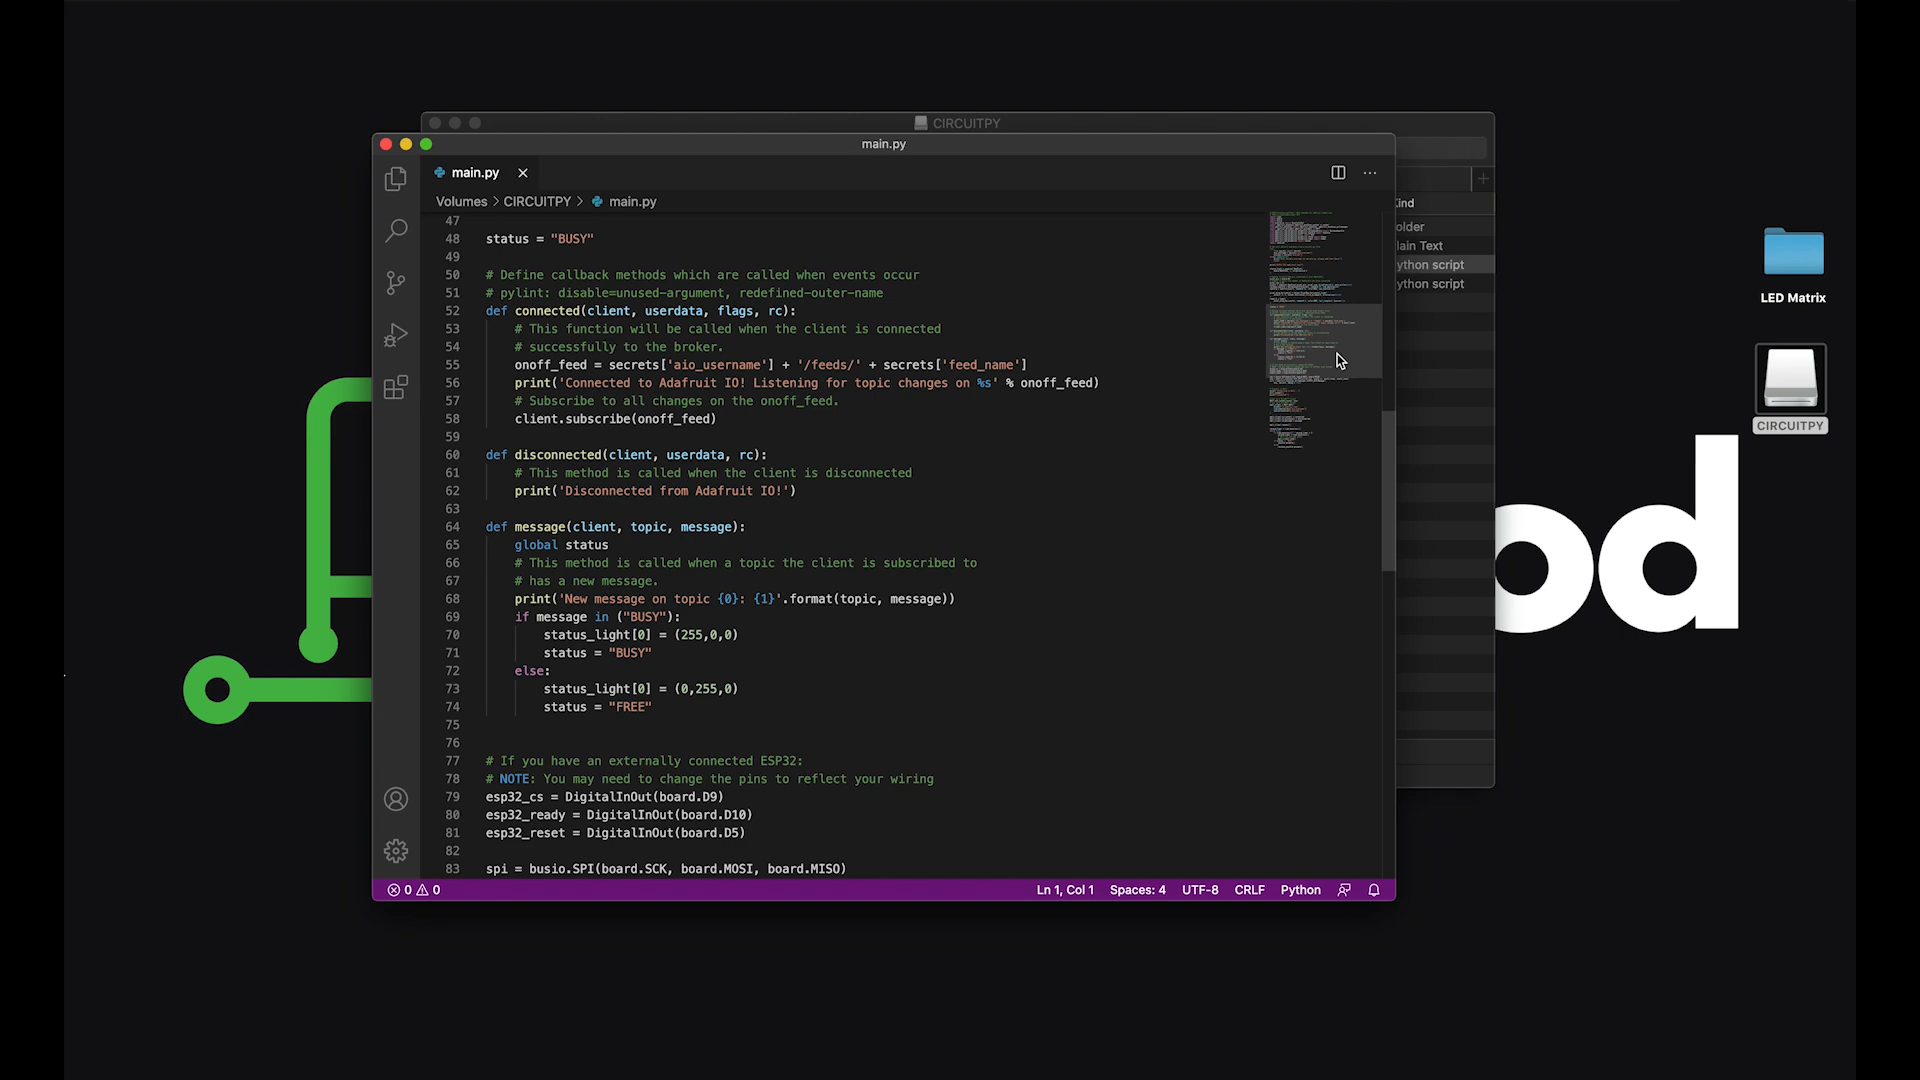 CIRCUITPY
main.py
main.py
Volumes > CIRCUITPY > main.py
47
48 status = "BUSY"
49
50 # Define callback methods which are called when events occur
51 # pylint: disable=unused-argument, redefined-outer-name
52 def connected(client, userdata, flags, rc):
53 # This function will be called when the client is connected
54 # successfully to the broker.
55 onoff_feed = secrets['aio_username'] + '/feeds/' + secrets['feed_name']
56 print('Connected to Adafruit IO! Listening for topic changes on %s' % onoff_feed)
57 # Subscribe to all changes on the onoff_feed.
58 client.subscribe(onoff_feed)
59
60 def disconnected(client, userdata, rc):
61 # This method is called when the client is disconnected
62 print('Disconnected from Adafruit IO!')
63
64 def message(client, topic, message):
65 global status
66 # This method is called when a topic the client is subscribed to
67 # has a new message.
68 print('New message on topic {0}: {1}'.format(topic, message))
69 if message in ("BUSY"):
70 status_light[0] = (255,0,0)
71 status = "BUSY"
72 else:
73 status_light[0] = (0,255,0)
74 status = "FREE"
75
76
77 # If you have an externally connected ESP32:
78 # NOTE: You may need to change the pins to reflect your wiring
79 esp32_cs = DigitalInOut(board.D9)
80 esp32_ready = DigitalInOut(board.D10)
81 esp32_reset = DigitalInOut(board.D5)
82
83 spi = busio.SPI(board.SCK, board.MOSI, board.MISO)
0 0 Ln 1, Col 1 Spaces: 4 UTF-8 CRLF Python
ind
older
lain Text
ython script
ython script
LED Matrix
CIRCUITPY
od